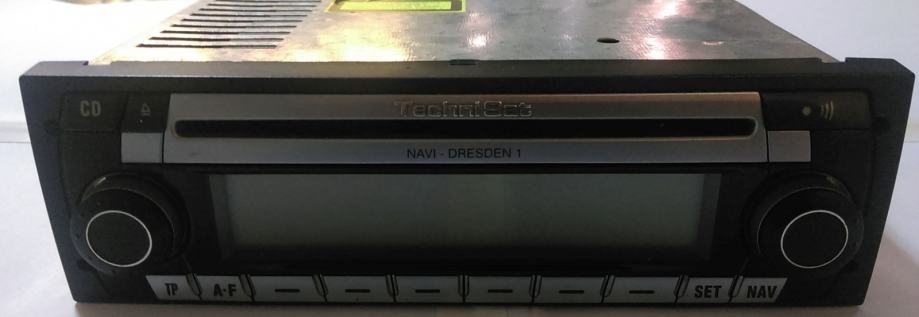 CD
TechniSat
NAVI - DRESDEN 1
TP A·F SET NAV